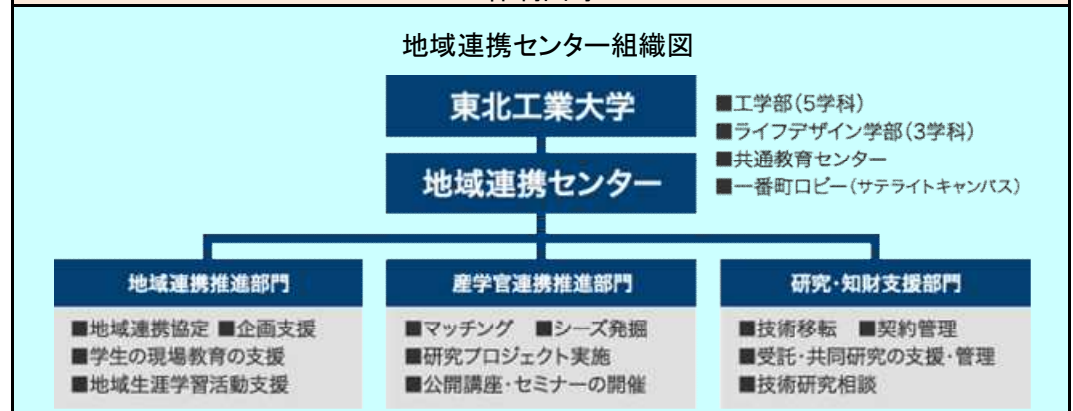 地域連携センター組織図
東北工業大学
■工学部(5学科)
■ライフデザイン学部(3学科)
■共通教育センター
■一番町ロビー(サテライトキャンパス)
地域連携センター
地域連携推進部門
■地域連携協定 ■企画支援
■学生の現場教育の支援
■地域生涯学習活動支援
産学官連携推進部門
■マッチング ■シーズ発掘
■研究プロジェクト実施
■公開講座・セミナーの開催
研究・知財支援部門
■技術移転 ■契約管理
■受託・共同研究の支援・管理
■技術研究相談